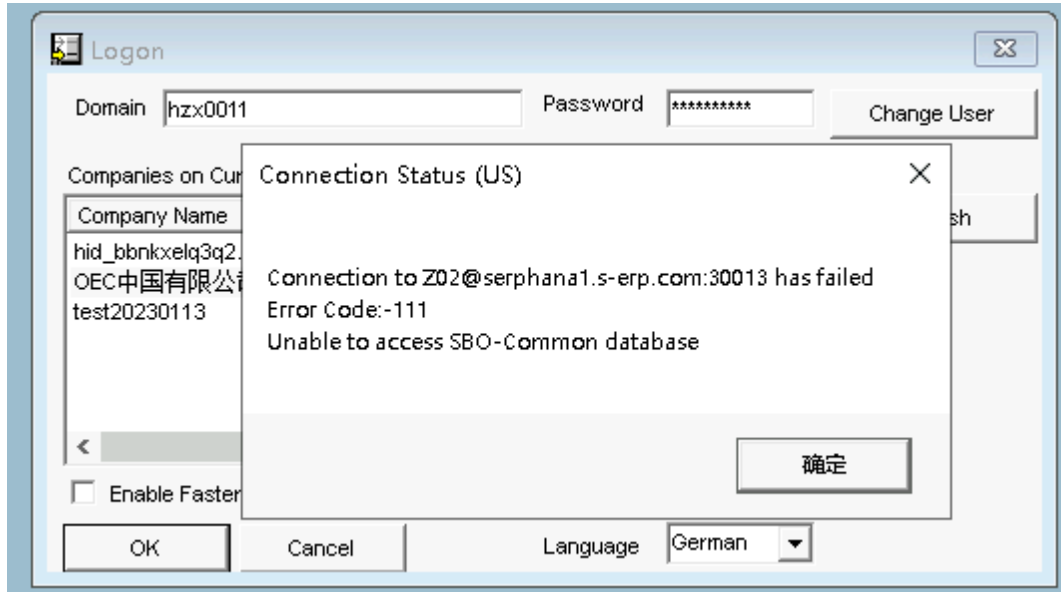 Logon
Domain hzx0011 Password ********** Change User
Companies on Cur
Company Name
hid_bbnkxelq3q2.
OEC中国有限公
test20230113
sh
Connection Status (US)
Connection to Z02@serphana1.s-erp.com:30013 has failed
Error Code:-111
Unable to access SBO-Common database
确定
Enable Faster
OK Cancel Language German